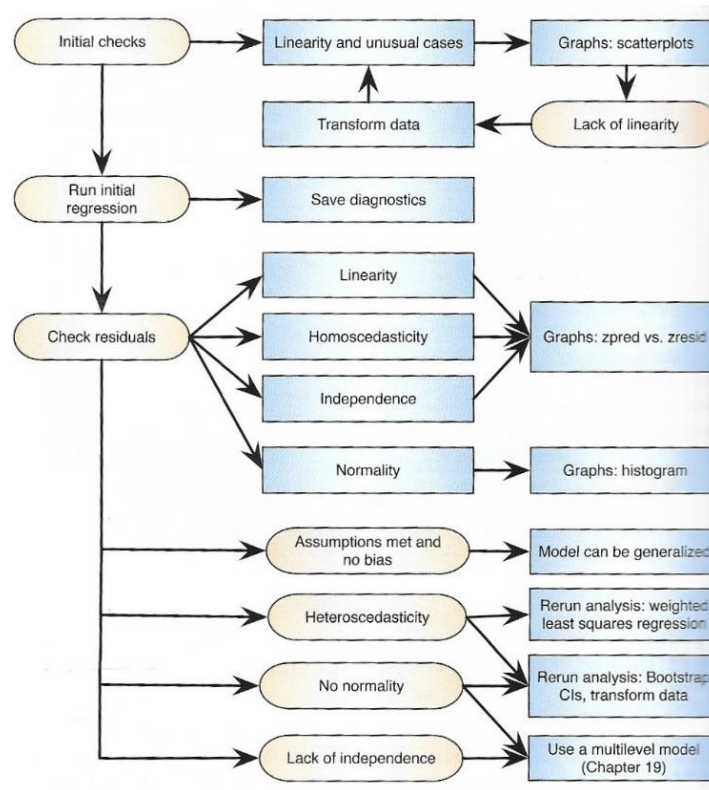 Initial checks
Linearity and unusual cases
Graphs: scatterplots
Transform data
Lack of linearity
Run initial
regression
Save diagnostics
Linearity
Check residuals
Homoscedasticity
Graphs: zpred vs. zresid
Independence
Normality
Graphs: histogram
Assumptions met and
no bias
Model can be generalized
Heteroscedasticity
Rerun analysis: weighted
least squares regression
No normality
Rerun analysis: Bootstrap
CIs, transform data
Lack of independence
Use a multilevel model
(Chapter 19)